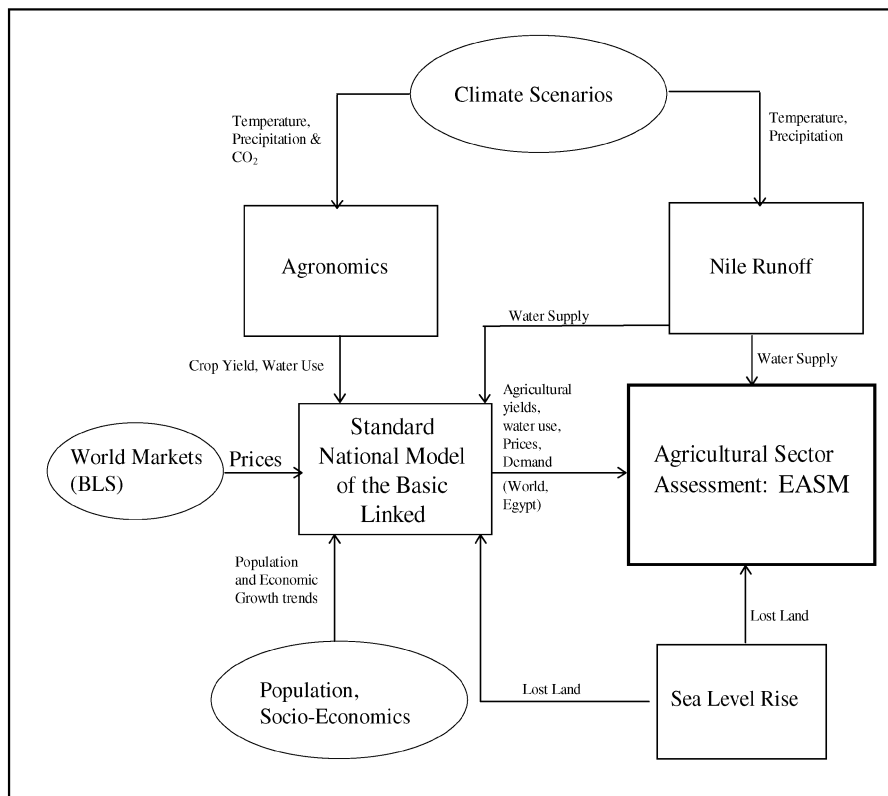 Climate Scenarios
Temperature,
Precipitation &
CO₂
Temperature,
Precipitation
Agronomics
Nile Runoff
Water Supply
Crop Yield, Water Use
Water Supply
Agricultural
yields,
water use,
Prices,
Demand
(World,
Egypt)
World Markets
(BLS)
Prices
Standard
National Model
of the Basic
Linked
Agricultural Sector
Assessment: EASM
Population
and Economic
Growth trends
Lost Land
Population,
Socio-Economics
Lost Land
Sea Level Rise